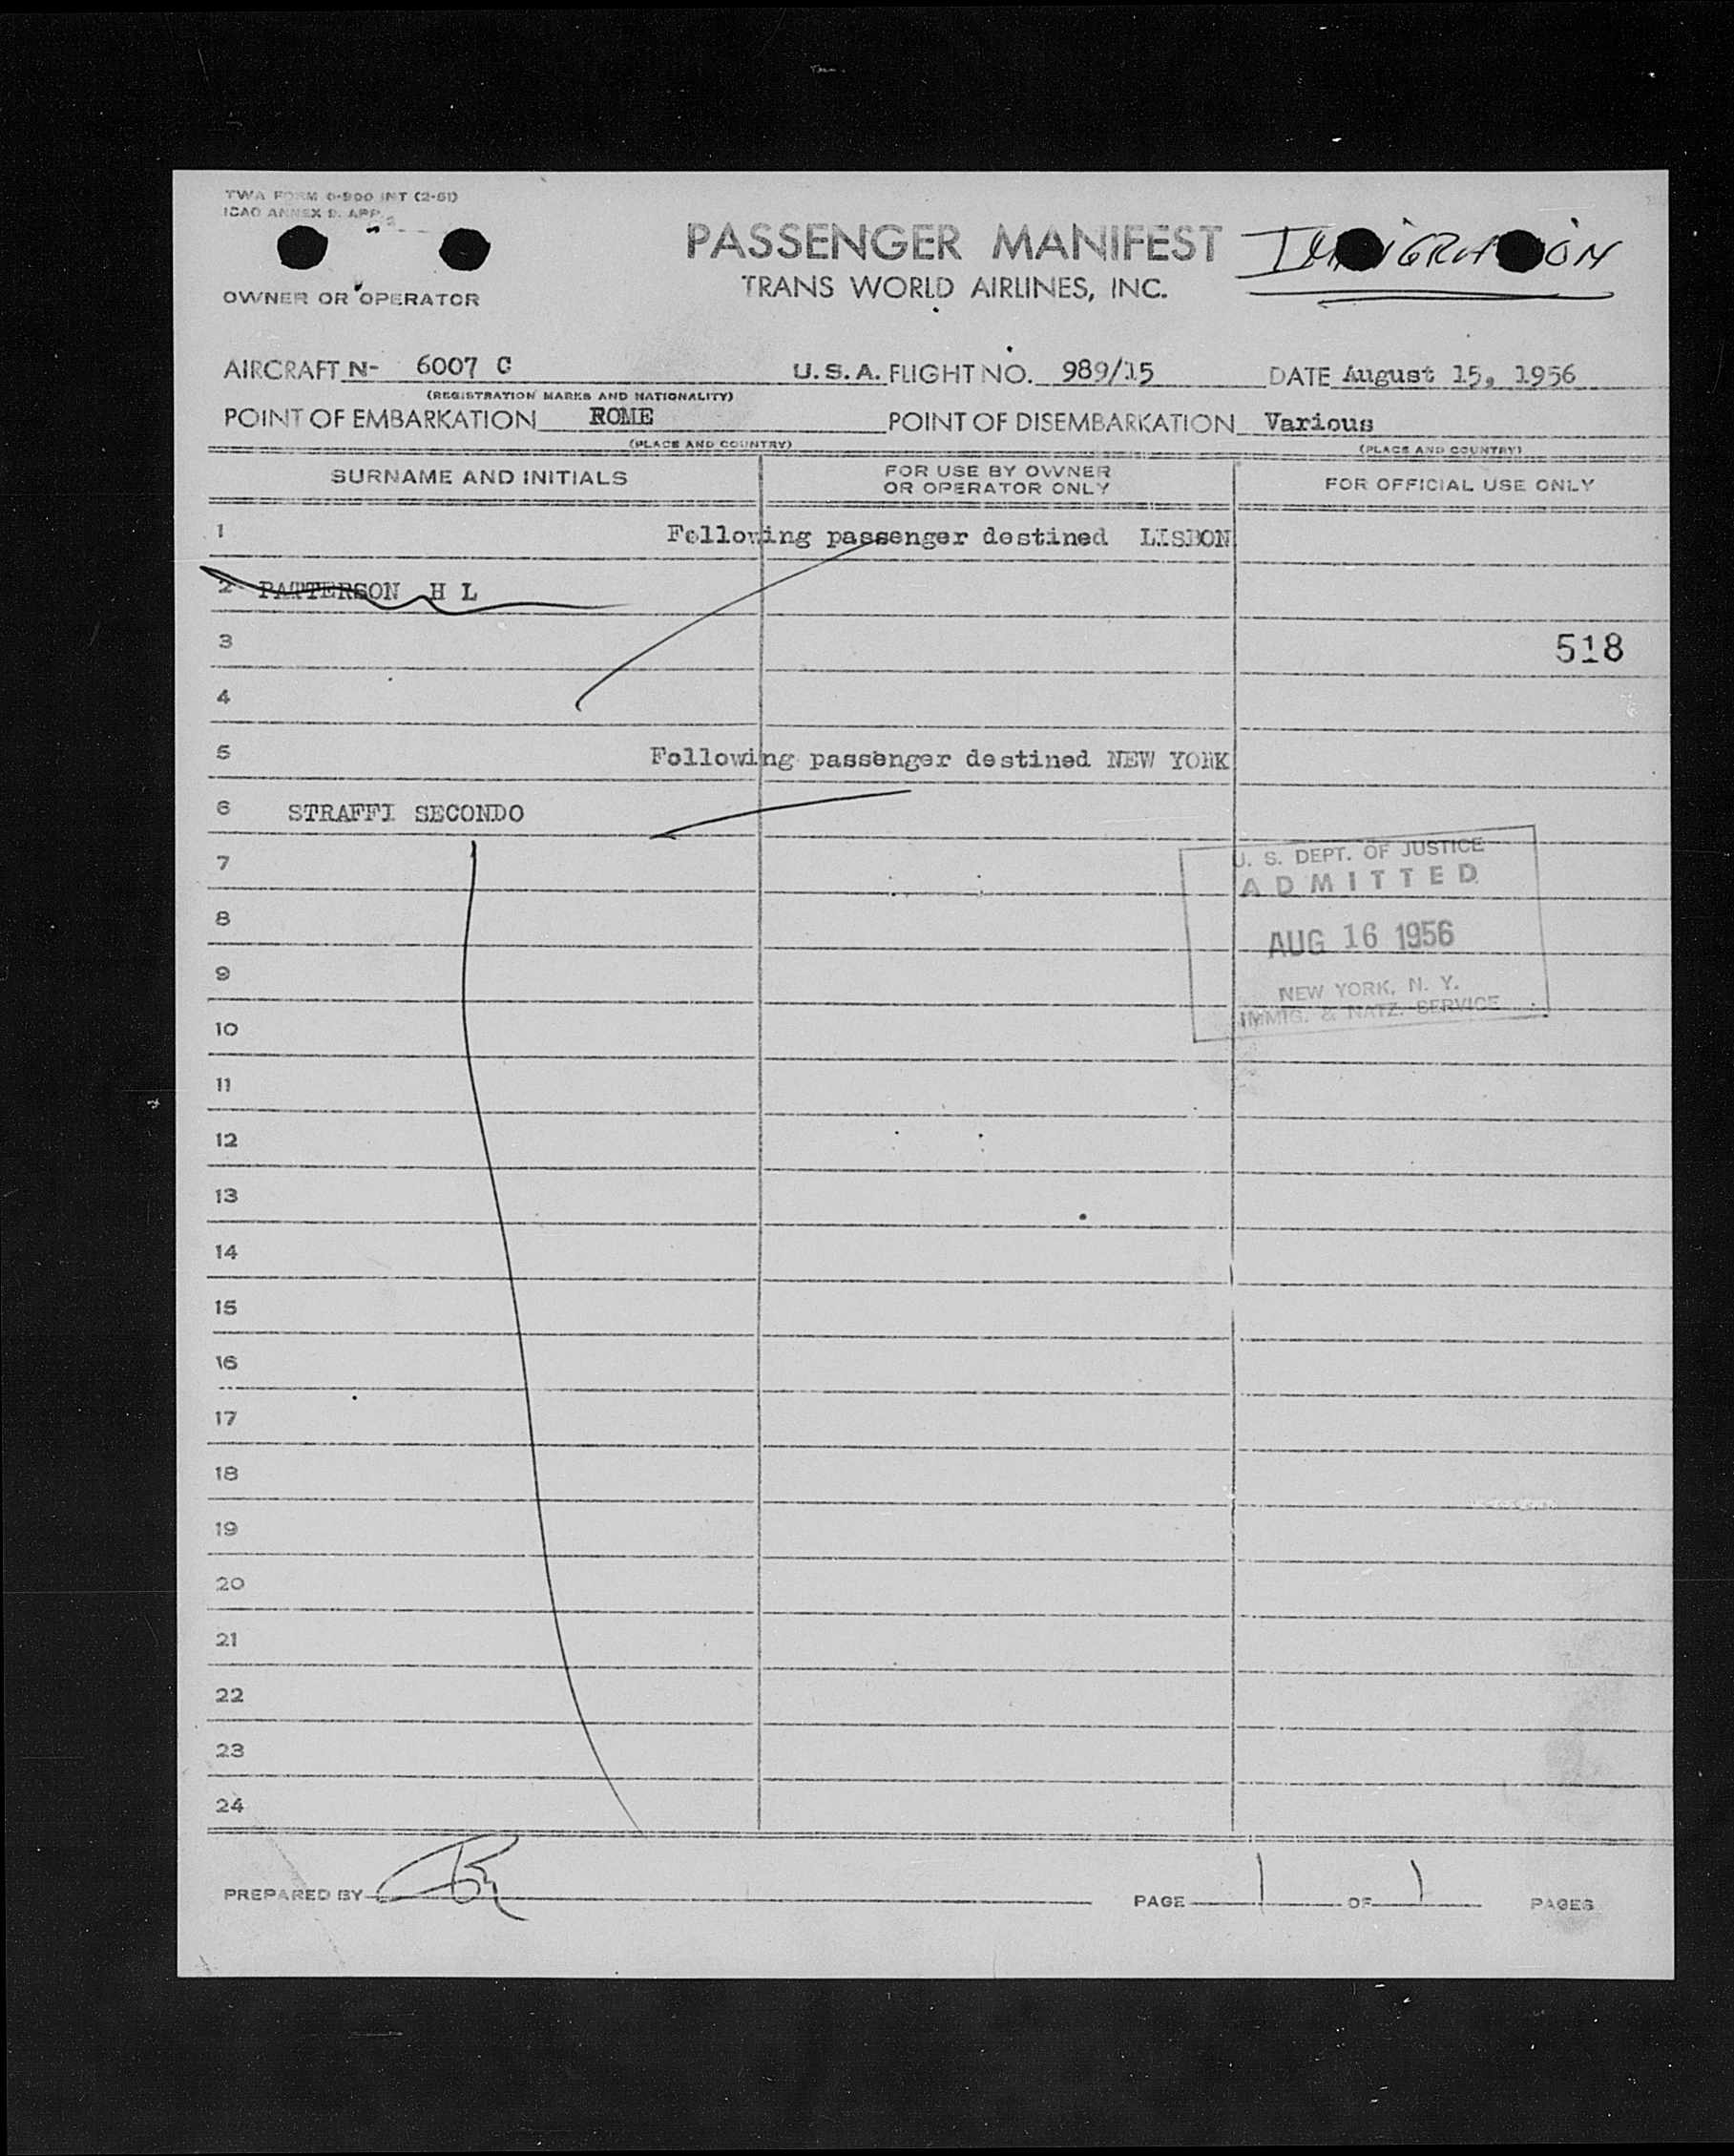 TWA FORM 0-900 INT (2-51)
ICAO ANNEX 9. APP.
PASSENGER MANIFEST
TRANS WORLD AIRLINES, INC.
OWNER OR OPERATOR
AIRCRAFT N- 6007 C U.S.A. FLIGHT NO. 989/15 DATE August 15, 1956
(REGISTRATION MARKS AND NATIONALITY)
POINT OF EMBARKATION ROME POINT OF DISEMBARKATION Various
(PLACE AND COUNTRY) (PLACE AND COUNTRY)
SURNAME AND INITIALS FOR USE BY OWNER OR OPERATOR ONLY FOR OFFICIAL USE ONLY
1 Following passenger destined LISBON
2 PATTERSON H L
3 518
4
5 Following passenger destined NEW YORK
6 STRAFFI SECONDO
7
U. S. DEPT. OF JUSTICE
ADMITTED
8
AUG 16 1956
9
NEW YORK, N. Y.
IMMIG. & NATZ. SERVICE
10
11
12
13
14
15
16
17
18
19
20
21
22
23
24
PREPARED BY PAGE 1 OF 1 PAGES